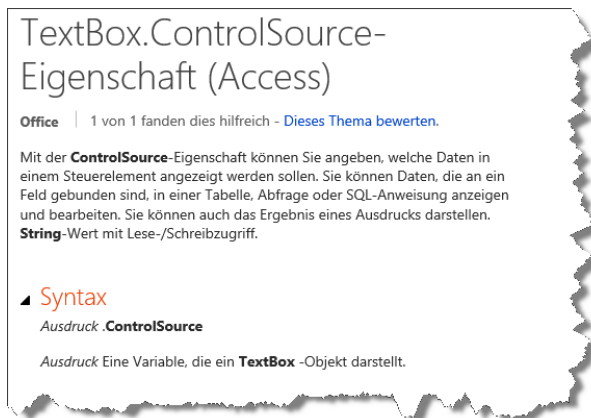 TextBox.ControlSource-
Eigenschaft (Access)
Office | 1 von 1 fanden dies hilfreich - Dieses Thema bewerten.
Mit der ControlSource-Eigenschaft können Sie angeben, welche Daten in
einem Steuerelement angezeigt werden sollen. Sie können Daten, die an ein
Feld gebunden sind, in einer Tabelle, Abfrage oder SQL-Anweisung anzeigen
und bearbeiten. Sie können auch das Ergebnis eines Ausdrucks darstellen.
String-Wert mit Lese-/Schreibzugriff.
Syntax
Ausdruck .ControlSource
Ausdruck Eine Variable, die ein TextBox -Objekt darstellt.